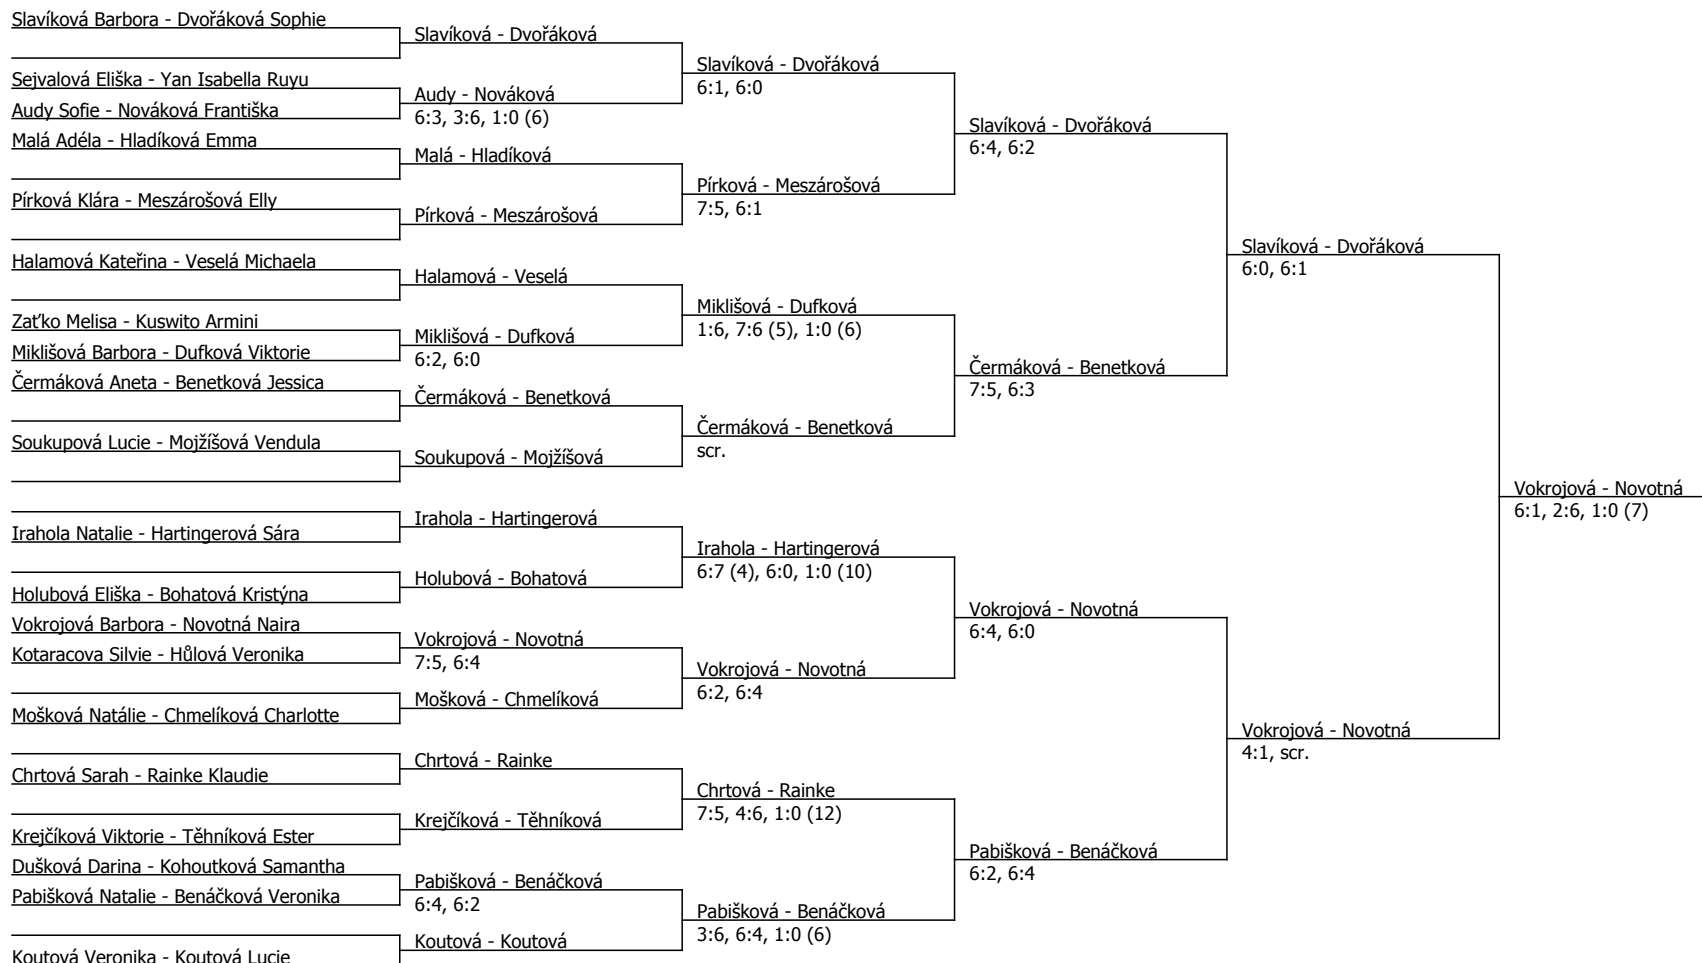 Slavíková Barbora - Dvořáková Sophie
Sejvalová Eliška - Yan Isabella Ruyu
Audy Sofie - Nováková Františka
Malá Adéla - Hladíková Emma
Pírková Klára - Meszárošová Elly
Halamová Kateřina - Veselá Michaela
Zaťko Melisa - Kuswito Armini
Miklišová Barbora - Dufková Viktorie
Čermáková Aneta - Benetková Jessica
Soukupová Lucie - Mojžíšová Vendula
Irahola Natalie - Hartingerová Sára
Holubová Eliška - Bohatová Kristýna
Vokrojová Barbora - Novotná Naira
Kotaracova Silvie - Hůlová Veronika
Mošková Natálie - Chmelíková Charlotte
Chrtová Sarah - Rainke Klaudie
Krejčíková Viktorie - Těhníková Ester
Dušková Darina - Kohoutková Samantha
Pabišková Natalie - Benáčková Veronika
Koutová Veronika - Koutová Lucie
Slavíková - Dvořáková
Audy - Nováková
6:3, 3:6, 1:0 (6)
Malá - Hladíková
Pírková - Meszárošová
Halamová - Veselá
Miklišová - Dufková
6:2, 6:0
Čermáková - Benetková
Soukupová - Mojžíšová
Irahola - Hartingerová
Holubová - Bohatová
Vokrojová - Novotná
7:5, 6:4
Mošková - Chmelíková
Chrtová - Rainke
Krejčíková - Těhníková
Pabišková - Benáčková
6:4, 6:2
Koutová - Koutová
Slavíková - Dvořáková
6:1, 6:0
Pírková - Meszárošová
7:5, 6:1
Miklišová - Dufková
1:6, 7:6 (5), 1:0 (6)
Čermáková - Benetková
scr.
Irahola - Hartingerová
6:7 (4), 6:0, 1:0 (10)
Vokrojová - Novotná
6:2, 6:4
Chrtová - Rainke
7:5, 4:6, 1:0 (12)
Pabišková - Benáčková
3:6, 6:4, 1:0 (6)
Slavíková - Dvořáková
6:4, 6:2
Čermáková - Benetková
7:5, 6:3
Vokrojová - Novotná
6:4, 6:0
Pabišková - Benáčková
6:2, 6:4
Slavíková - Dvořáková
6:0, 6:1
Vokrojová - Novotná
4:1, scr.
Vokrojová - Novotná
6:1, 2:6, 1:0 (7)